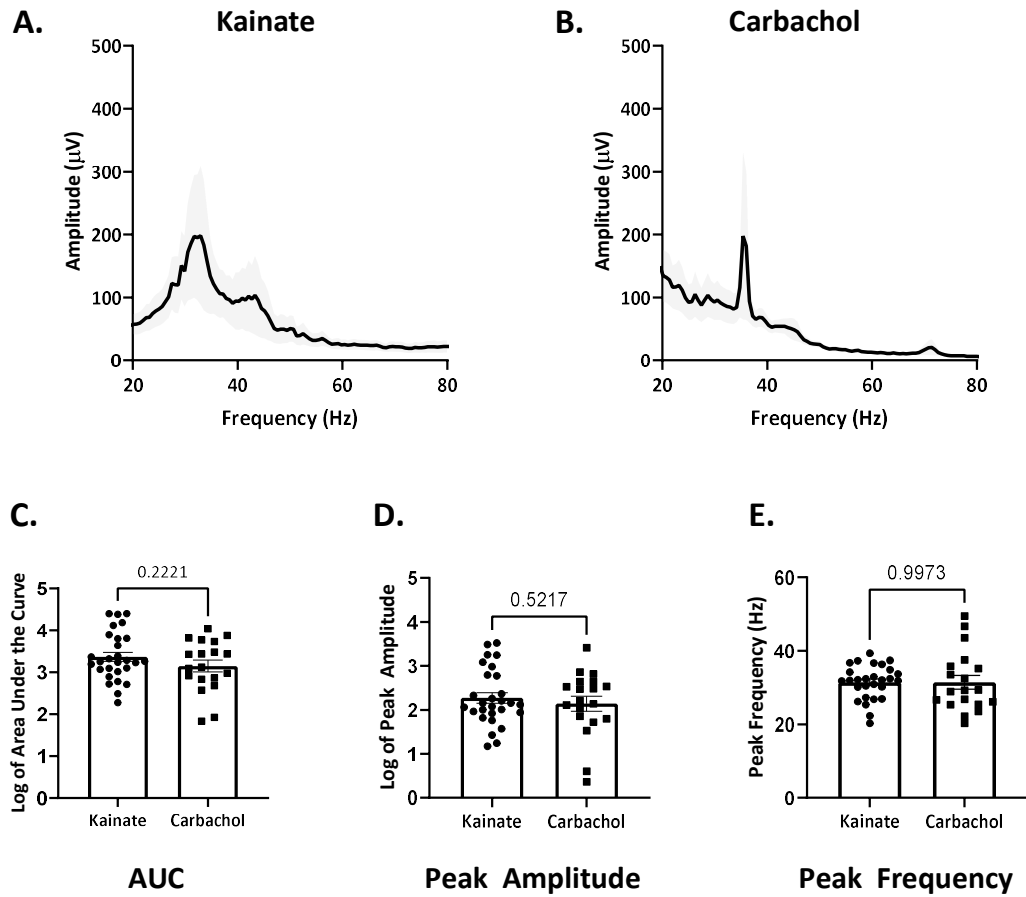 A.
Kainate
500
400
300
200
100
0
Amplitude (µV)
20
40
60
80
Frequency (Hz)
B.
Carbachol
500
400
300
200
100
0
Amplitude (µV)
20
40
60
80
Frequency (Hz)
C.
0.2221
5
4
3
2
1
0
Log of Area Under the Curve
Kainate
Carbachol
AUC
D.
0.5217
5
4
3
2
1
0
Log of Peak Amplitude
Kainate
Carbachol
Peak Amplitude
E.
0.9973
60
40
20
0
Peak Frequency (Hz)
Kainate
Carbachol
Peak Frequency